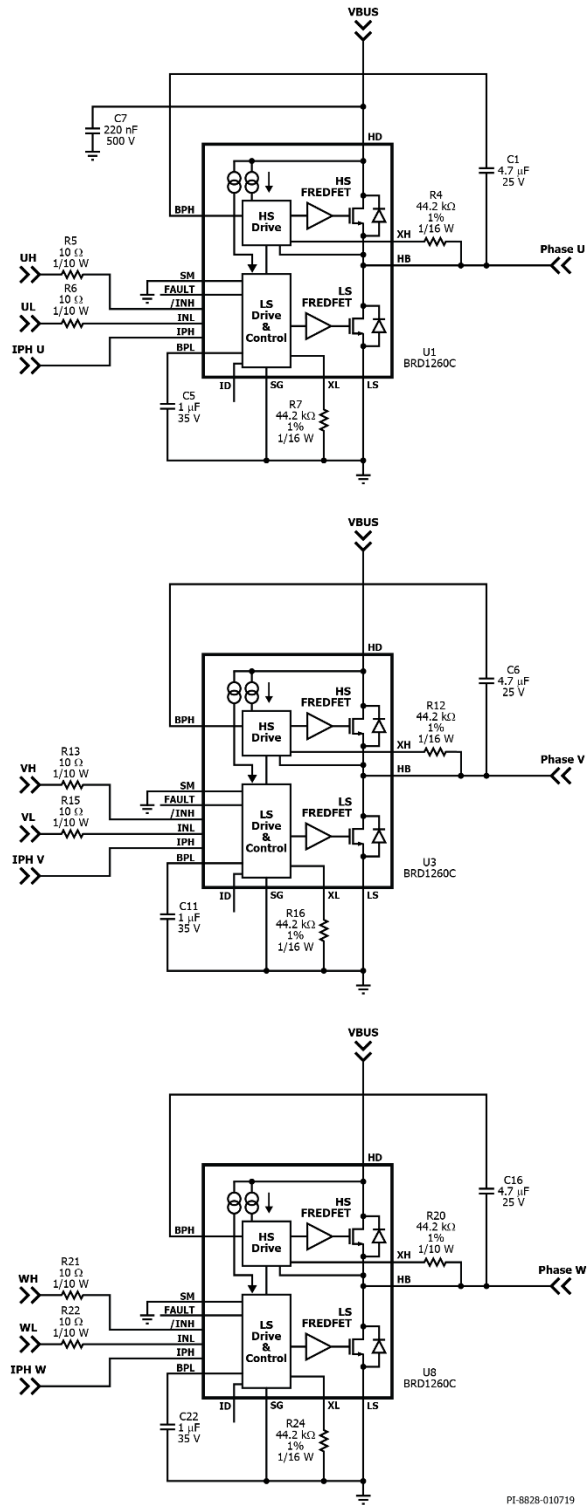 VBUS
C7
220 nF
500 V
HD
C1
4.7 μF
25 V
HS
FREDFET
R4
44.2 kΩ
1%
1/16 W
BPH
HS
Drive
XH
HB
Phase U
UH
R5
10 Ω
1/10 W
SM
FAULT
/INH
LS
FREDFET
UL
R6
10 Ω
1/10 W
INL
IPH
LS
Drive
&
Control
IPH U
BPL
U1
BRD1260C
C5
1 μF
35 V
ID
SG
XL
LS
R7
44.2 kΩ
1%
1/16 W
VBUS
HD
C6
4.7 μF
25 V
HS
FREDFET
R12
44.2 kΩ
1%
1/16 W
BPH
HS
Drive
XH
HB
Phase V
VH
R13
10 Ω
1/10 W
SM
FAULT
/INH
LS
FREDFET
VL
R15
10 Ω
1/10 W
INL
IPH
LS
Drive
&
Control
IPH V
BPL
U3
BRD1260C
C11
1 μF
35 V
ID
SG
XL
LS
R16
44.2 kΩ
1%
1/16 W
VBUS
HD
C16
4.7 μF
25 V
HS
FREDFET
R20
44.2 kΩ
1%
1/10 W
BPH
HS
Drive
XH
HB
Phase W
WH
R21
10 Ω
1/10 W
SM
FAULT
/INH
LS
FREDFET
WL
R22
10 Ω
1/10 W
INL
IPH
LS
Drive
&
Control
IPH W
BPL
U8
BRD1260C
C22
1 μF
35 V
ID
SG
XL
LS
R24
44.2 kΩ
1%
1/16 W
PI-8828-010719